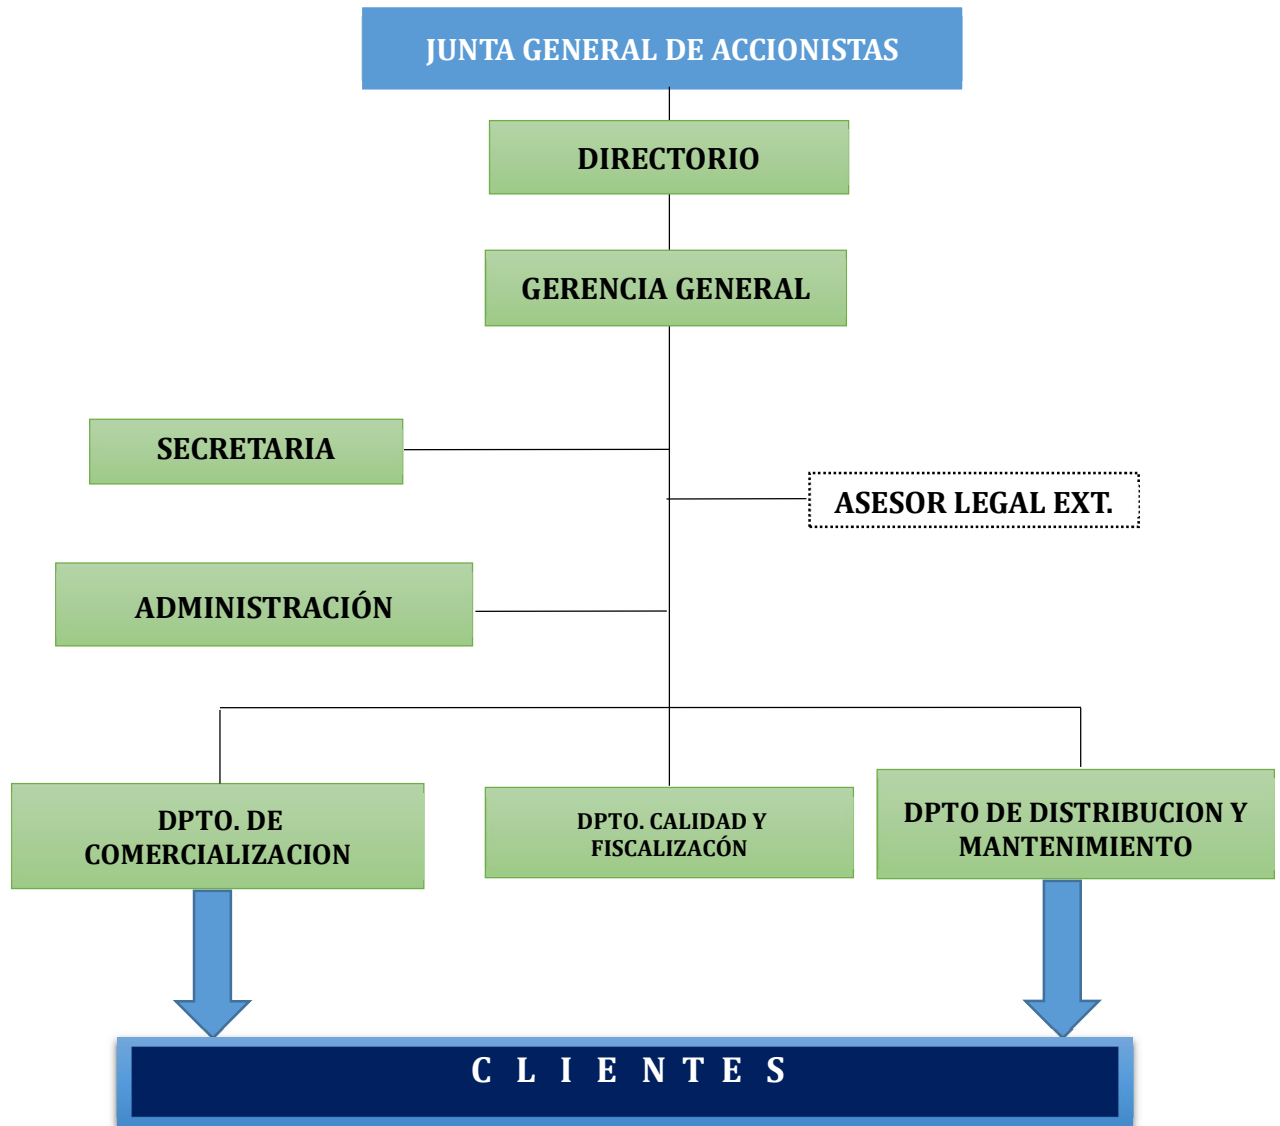 JUNTA GENERAL DE ACCIONISTAS
DIRECTORIO
GERENCIA GENERAL
SECRETARIA
ASESOR LEGAL EXT.
ADMINISTRACIÓN
DPTO. DE
COMERCIALIZACION
DPTO. CALIDAD Y
FISCALIZACÓN
DPTO DE DISTRIBUCION Y
MANTENIMIENTO
C L I E N T E S